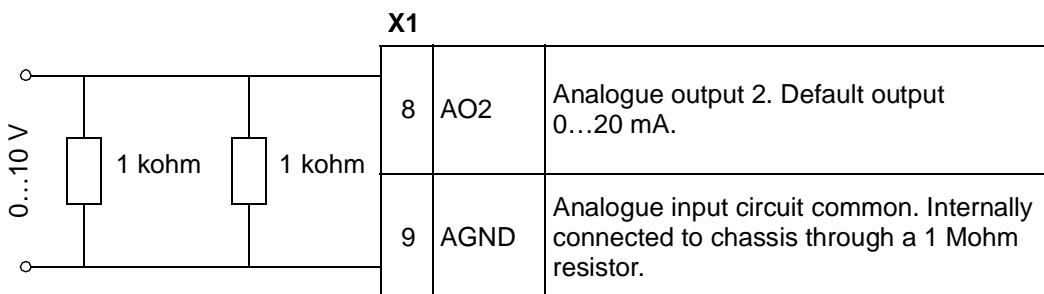 X1
8
AO2
Analogue output 2. Default output
0…20 mA.
0…10 V
1 kohm
1 kohm
9
AGND
Analogue input circuit common. Internally
connected to chassis through a 1 Mohm
resistor.